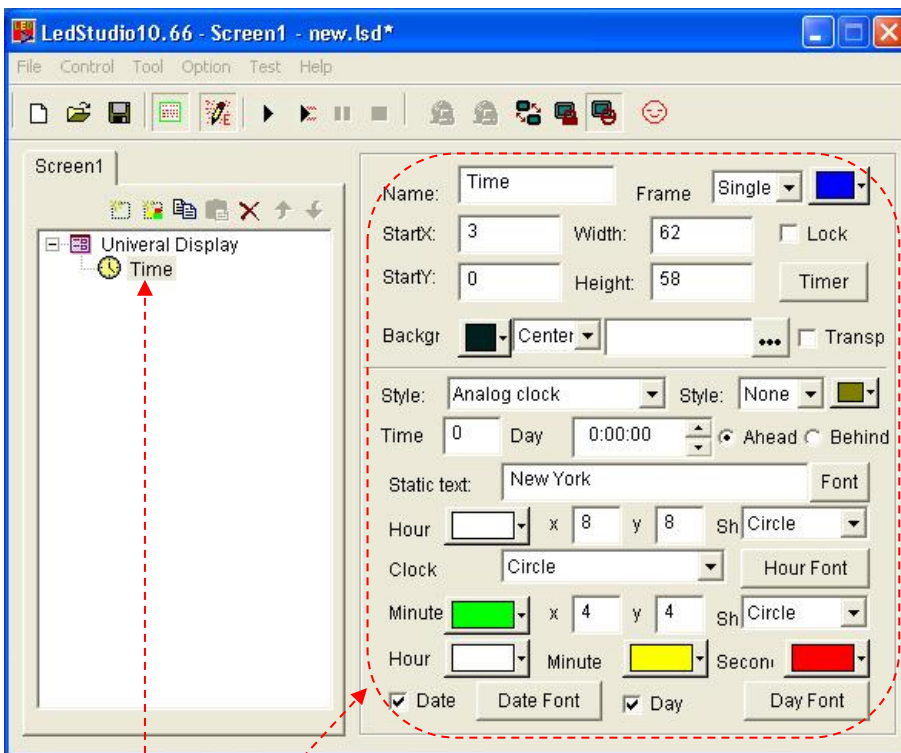 LedStudio10.66 - Screen1 - new.lsd*
File Control Tool Option Test Help
Screen1
Univeral Display
Time
Name: Time Frame Single
StartX: 3 Width: 62 Lock
StartY: 0 Height: 58 Timer
Backgr Center ... Transp
Style: Analog clock Style: None
Time 0 Day 0:00:00 Ahead Behind
Static text: New York Font
Hour x 8 y 8 Sh Circle
Clock Circle Hour Font
Minute x 4 y 4 Sh Circle
Hour Minute Secon
Date Date Font Day Day Font